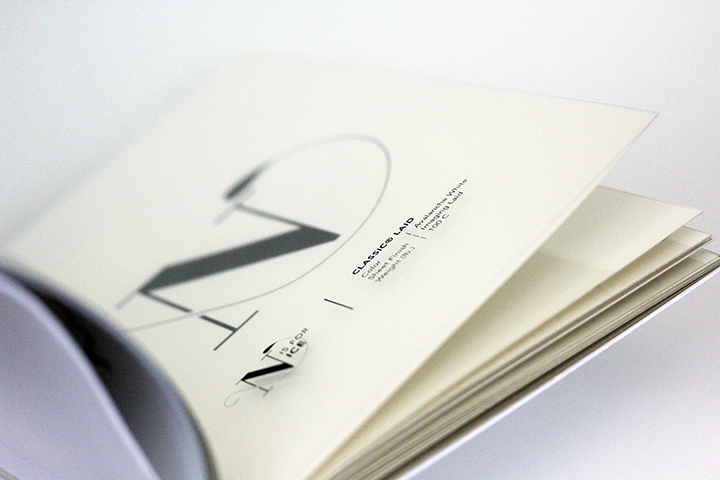 N
N IS FOR
ICE
CLASSIC® LAID
Color | Avalanche White
Sheet Finish | Imaging Laid
Weight (lb.) | 100 C